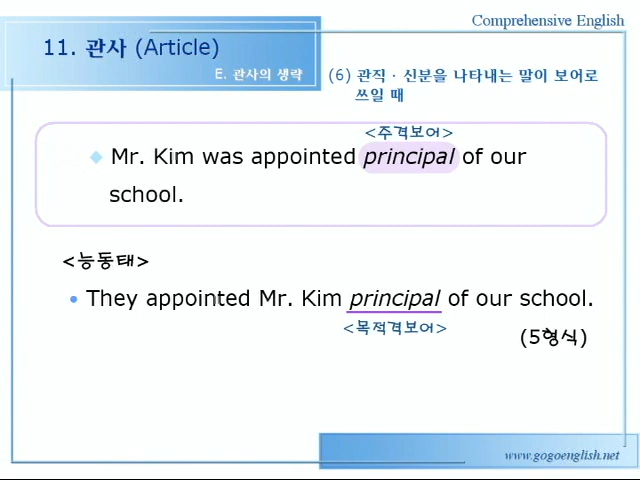 Comprehensive English
11. 관사 (Article)
E. 관사의 생략
(6) 관직 · 신분을 나타내는 말이 보어로
쓰일 때
<주격보어>
◆ Mr. Kim was appointed principal of our
school.
<능동태>
• They appointed Mr. Kim principal of our school.
<목적격보어>
(5형식)
www.gogoenglish.net